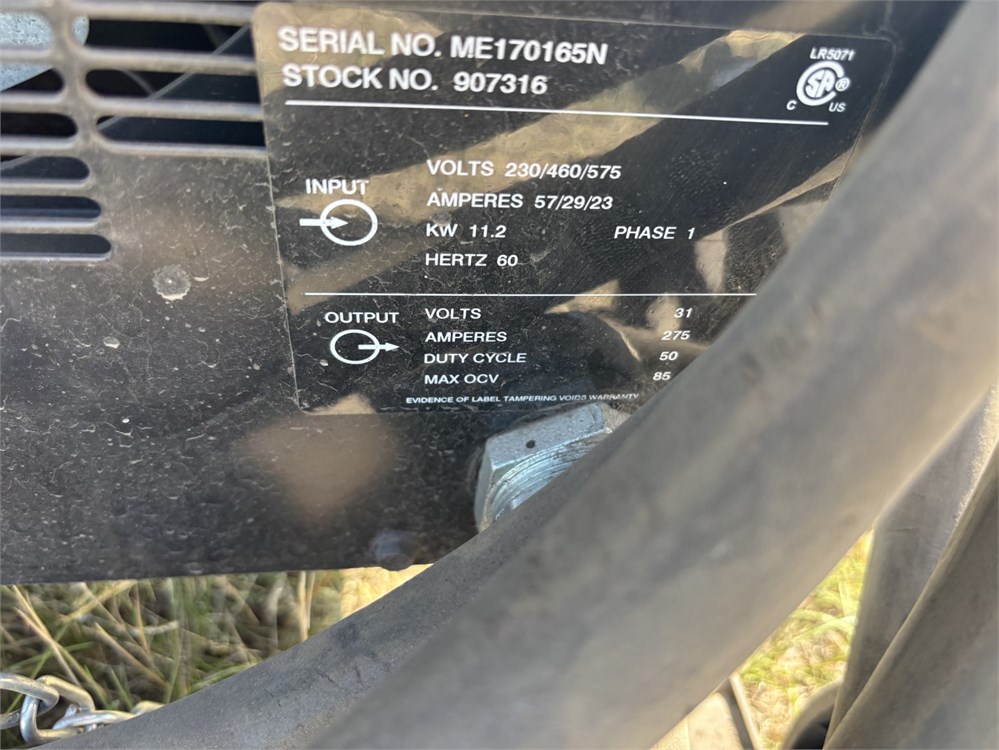 SERIAL NO. ME170165N
STOCK NO. 907316
LR5071
SA®
C US
INPUT
VOLTS 230/460/575
AMPERES 57/29/23
KW 11.2 PHASE 1
HERTZ 60
OUTPUT
VOLTS 31
AMPERES 275
DUTY CYCLE 50
MAX OCV 85
EVIDENCE OF LABEL TAMPERING VOIDS WARRANTY